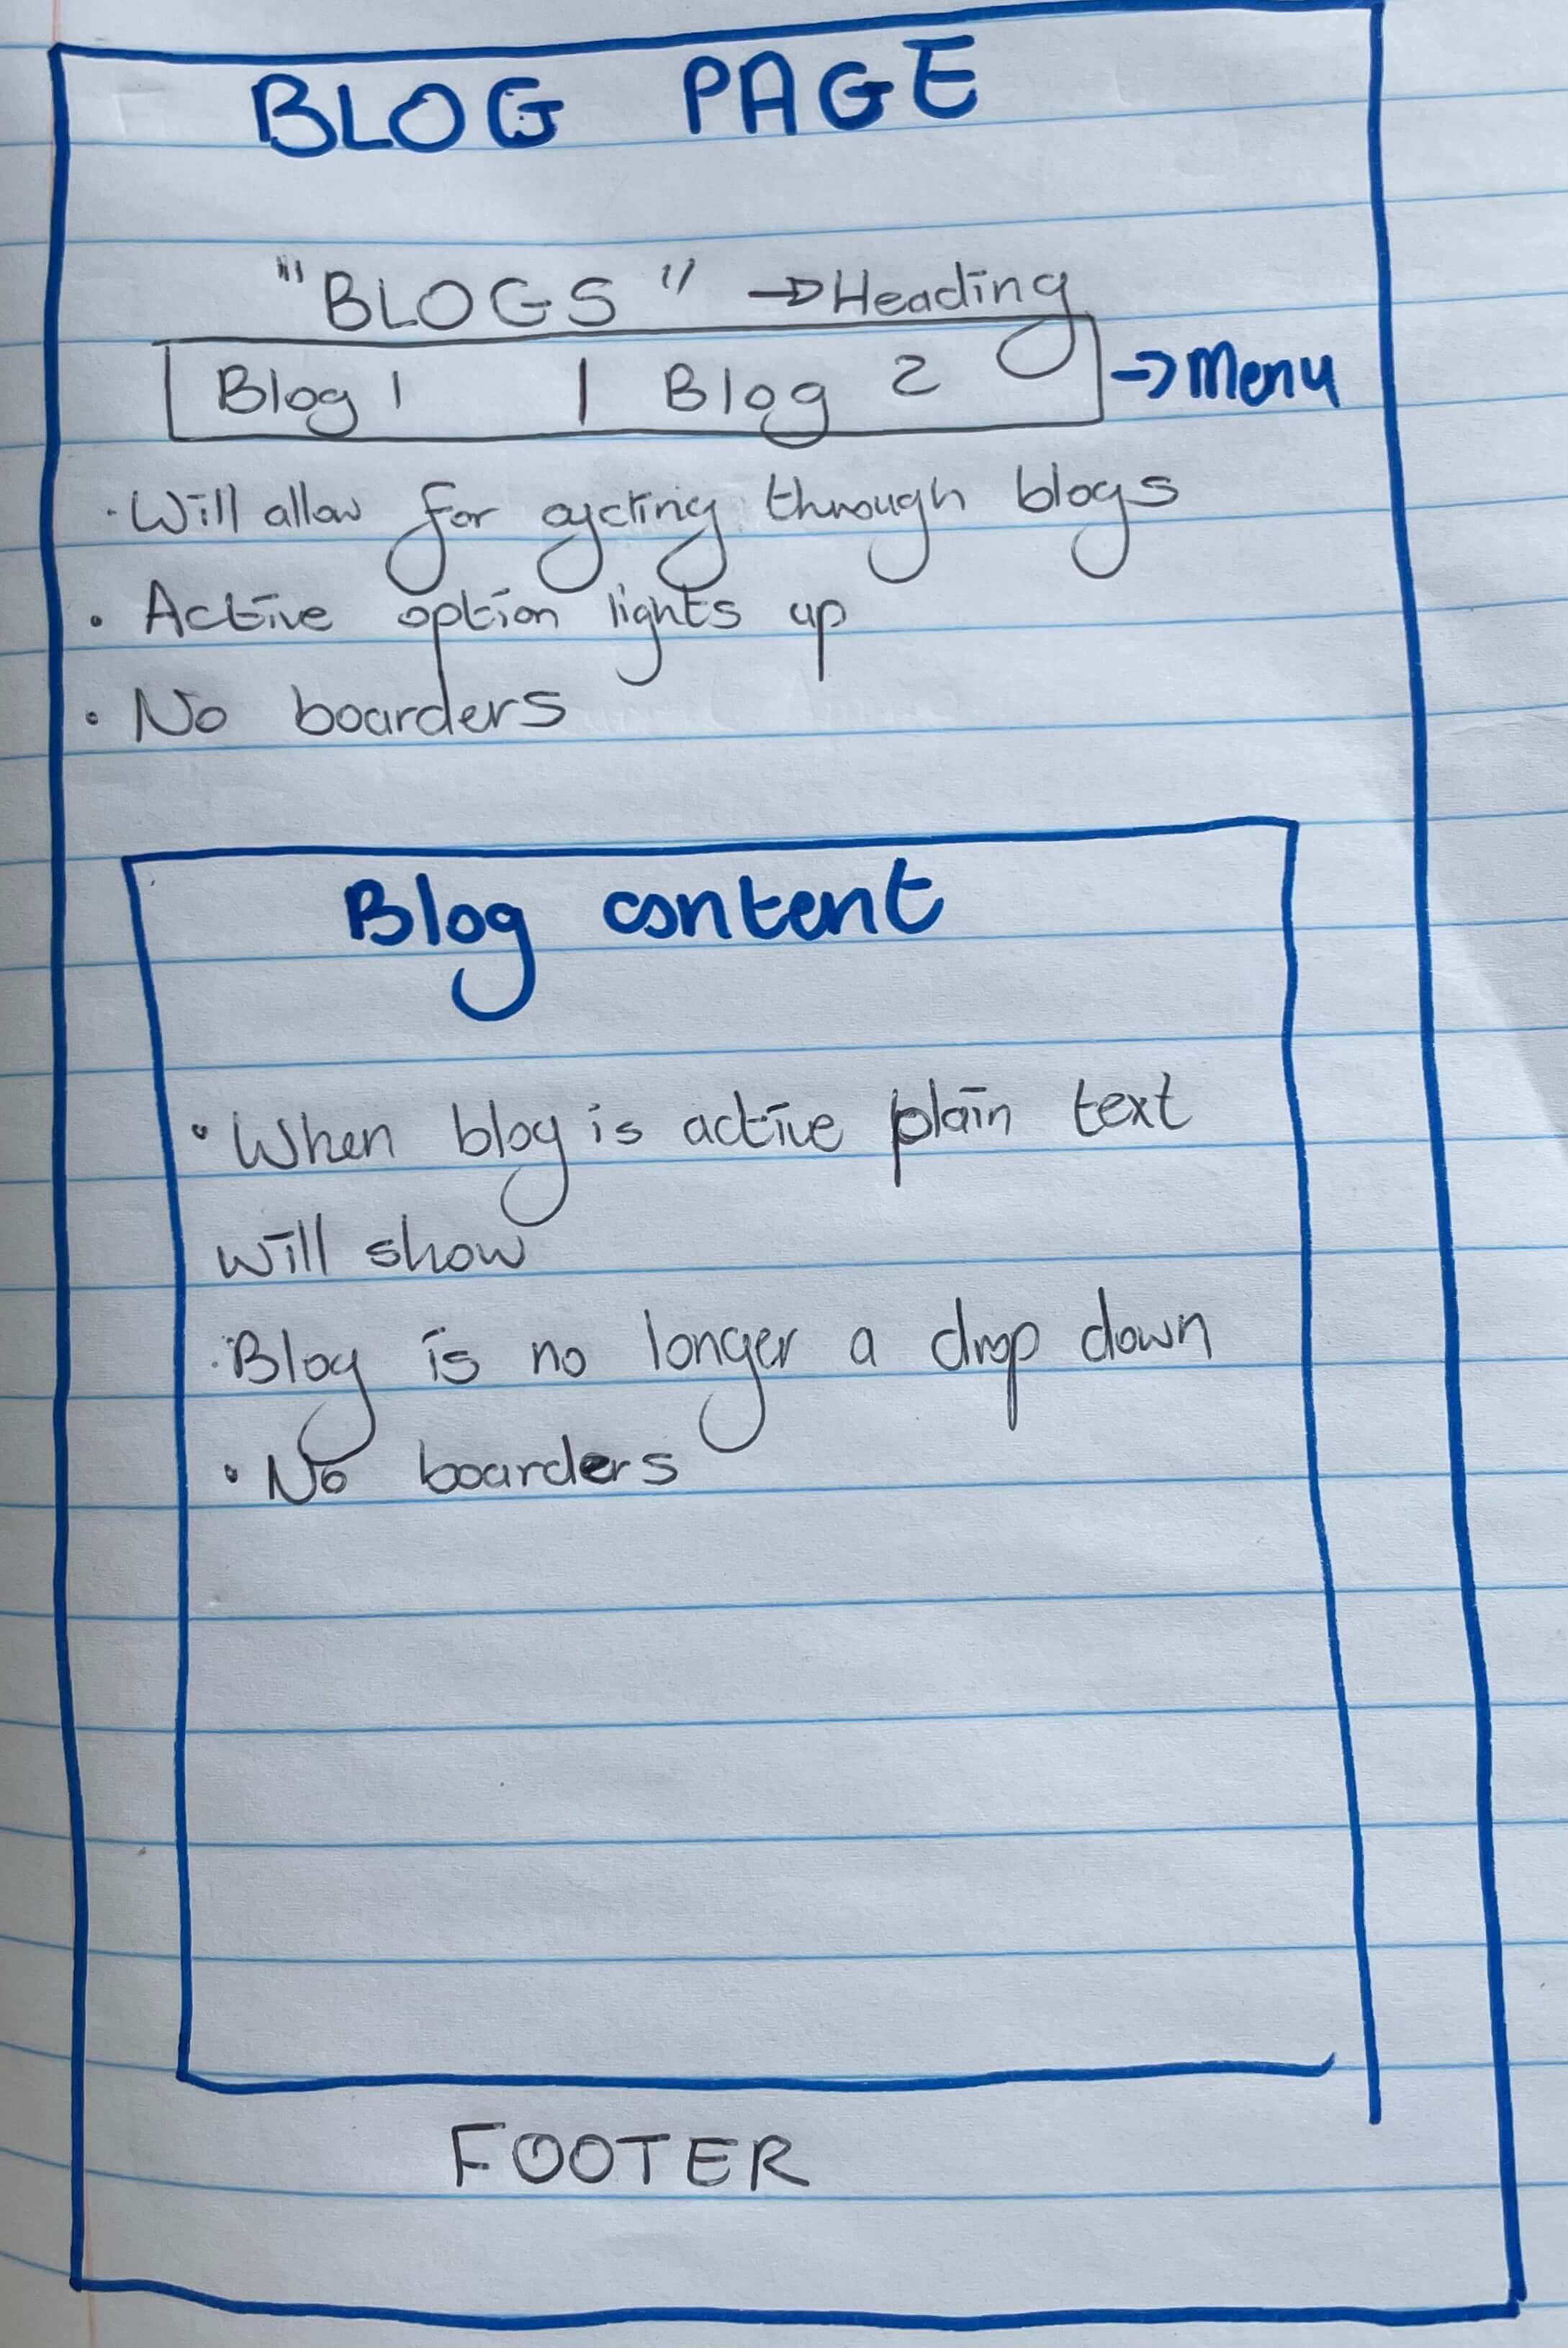 BLOG PAGE
"BLOGS" → Heading
Blog 1 | Blog 2 → Menu
· Will allow for cycling through blogs
· Active option lights up
· No boarders
Blog content
· When blog is active plain text
will show
· Blog is no longer a drop down
· No boarders
FOOTER